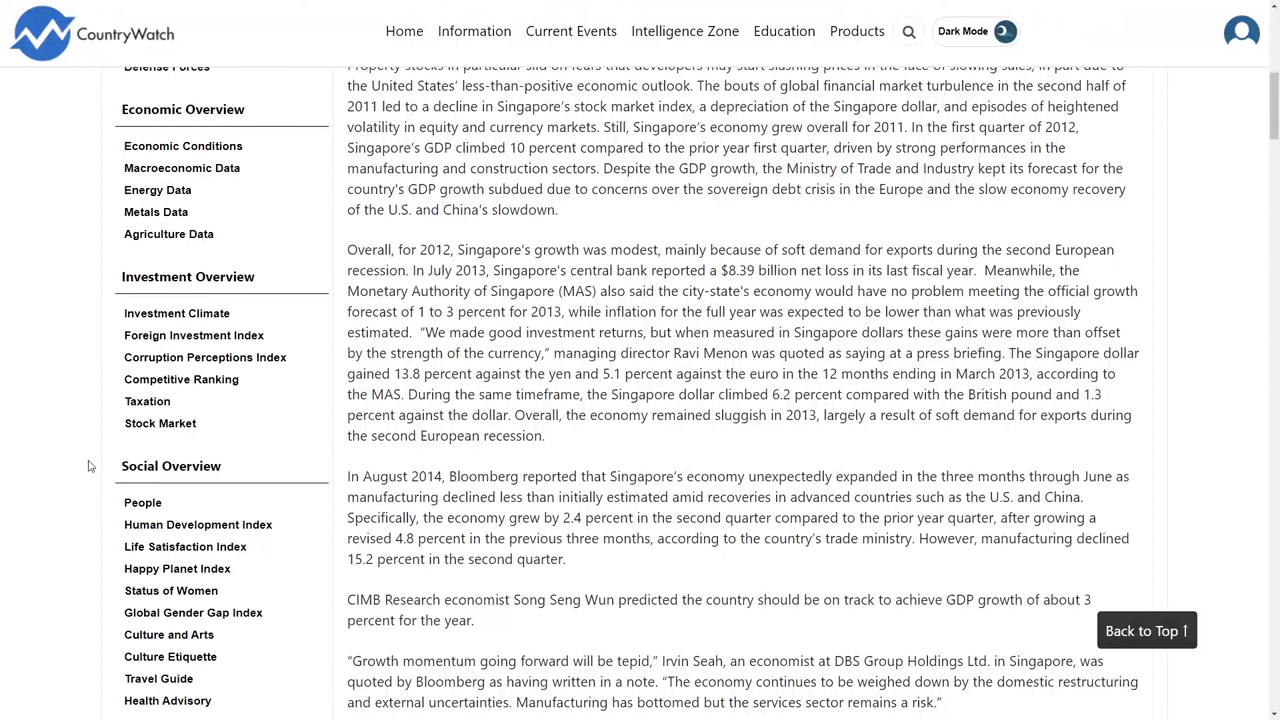 CountryWatch
Home
Information
Current Events
Intelligence Zone
Education
Products
Dark Mode
Defense Forces
Economic Overview
Economic Conditions
Macroeconomic Data
Energy Data
Metals Data
Agriculture Data
Investment Overview
Investment Climate
Foreign Investment Index
Corruption Perceptions Index
Competitive Ranking
Taxation
Stock Market
Social Overview
People
Human Development Index
Life Satisfaction Index
Happy Planet Index
Status of Women
Global Gender Gap Index
Culture and Arts
Culture Etiquette
Travel Guide
Health Advisory
Property stocks in particular slid on fears that developers may start slashing prices in the face of slowing sales, in part due to
the United States’ less-than-positive economic outlook. The bouts of global financial market turbulence in the second half of
2011 led to a decline in Singapore’s stock market index, a depreciation of the Singapore dollar, and episodes of heightened
volatility in equity and currency markets. Still, Singapore’s economy grew overall for 2011. In the first quarter of 2012,
Singapore’s GDP climbed 10 percent compared to the prior year first quarter, driven by strong performances in the
manufacturing and construction sectors. Despite the GDP growth, the Ministry of Trade and Industry kept its forecast for the
country's GDP growth subdued due to concerns over the sovereign debt crisis in the Europe and the slow economy recovery
of the U.S. and China's slowdown.
Overall, for 2012, Singapore's growth was modest, mainly because of soft demand for exports during the second European
recession. In July 2013, Singapore's central bank reported a $8.39 billion net loss in its last fiscal year. Meanwhile, the
Monetary Authority of Singapore (MAS) also said the city-state's economy would have no problem meeting the official growth
forecast of 1 to 3 percent for 2013, while inflation for the full year was expected to be lower than what was previously
estimated. “We made good investment returns, but when measured in Singapore dollars these gains were more than offset
by the strength of the currency,” managing director Ravi Menon was quoted as saying at a press briefing. The Singapore dollar
gained 13.8 percent against the yen and 5.1 percent against the euro in the 12 months ending in March 2013, according to
the MAS. During the same timeframe, the Singapore dollar climbed 6.2 percent compared with the British pound and 1.3
percent against the dollar. Overall, the economy remained sluggish in 2013, largely a result of soft demand for exports during
the second European recession.
In August 2014, Bloomberg reported that Singapore’s economy unexpectedly expanded in the three months through June as
manufacturing declined less than initially estimated amid recoveries in advanced countries such as the U.S. and China.
Specifically, the economy grew by 2.4 percent in the second quarter compared to the prior year quarter, after growing a
revised 4.8 percent in the previous three months, according to the country’s trade ministry. However, manufacturing declined
15.2 percent in the second quarter.
CIMB Research economist Song Seng Wun predicted the country should be on track to achieve GDP growth of about 3
percent for the year.
“Growth momentum going forward will be tepid,” Irvin Seah, an economist at DBS Group Holdings Ltd. in Singapore, was
quoted by Bloomberg as having written in a note. “The economy continues to be weighed down by the domestic restructuring
and external uncertainties. Manufacturing has bottomed but the services sector remains a risk.”
Back to Top ↑